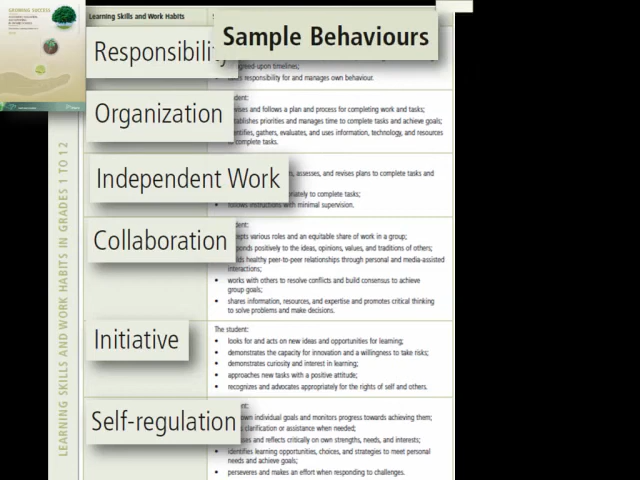 GROWING SUCCESS
Learning Skills and Work Habits
Sample Behaviours
Responsibility
agreed-upon timelines;
responsibility for and manages own behaviour.
Organization
and follows a plan and process for completing work and tasks;
establishes priorities and manages time to complete tasks and achieve goals;
identifies, gathers, evaluates, and uses information, technology, and resources
complete tasks.
Independent Work
assesses, and revises plans to complete tasks and
to complete tasks;
follows instructions with minimal supervision.
Collaboration
various roles and an equitable share of work in a group;
positively to the ideas, opinions, values, and traditions of others;
healthy peer-to-peer relationships through personal and media-assisted
interactions;
• works with others to resolve conflicts and build consensus to achieve
group goals;
• shares information, resources, and expertise and promotes critical thinking
to solve problems and make decisions.
Initiative
The student:
• looks for and acts on new ideas and opportunities for learning;
• demonstrates the capacity for innovation and a willingness to take risks;
• demonstrates curiosity and interest in learning;
• approaches new tasks with a positive attitude;
• recognizes and advocates appropriately for the rights of self and others.
Self-regulation
own individual goals and monitors progress towards achieving them;
clarification or assistance when needed;
and reflects critically on own strengths, needs, and interests;
• identifies learning opportunities, choices, and strategies to meet personal
needs and achieve goals;
• perseveres and makes an effort when responding to challenges.
LEARNING SKILLS AND WORK HABITS IN GRADES 1 TO 12